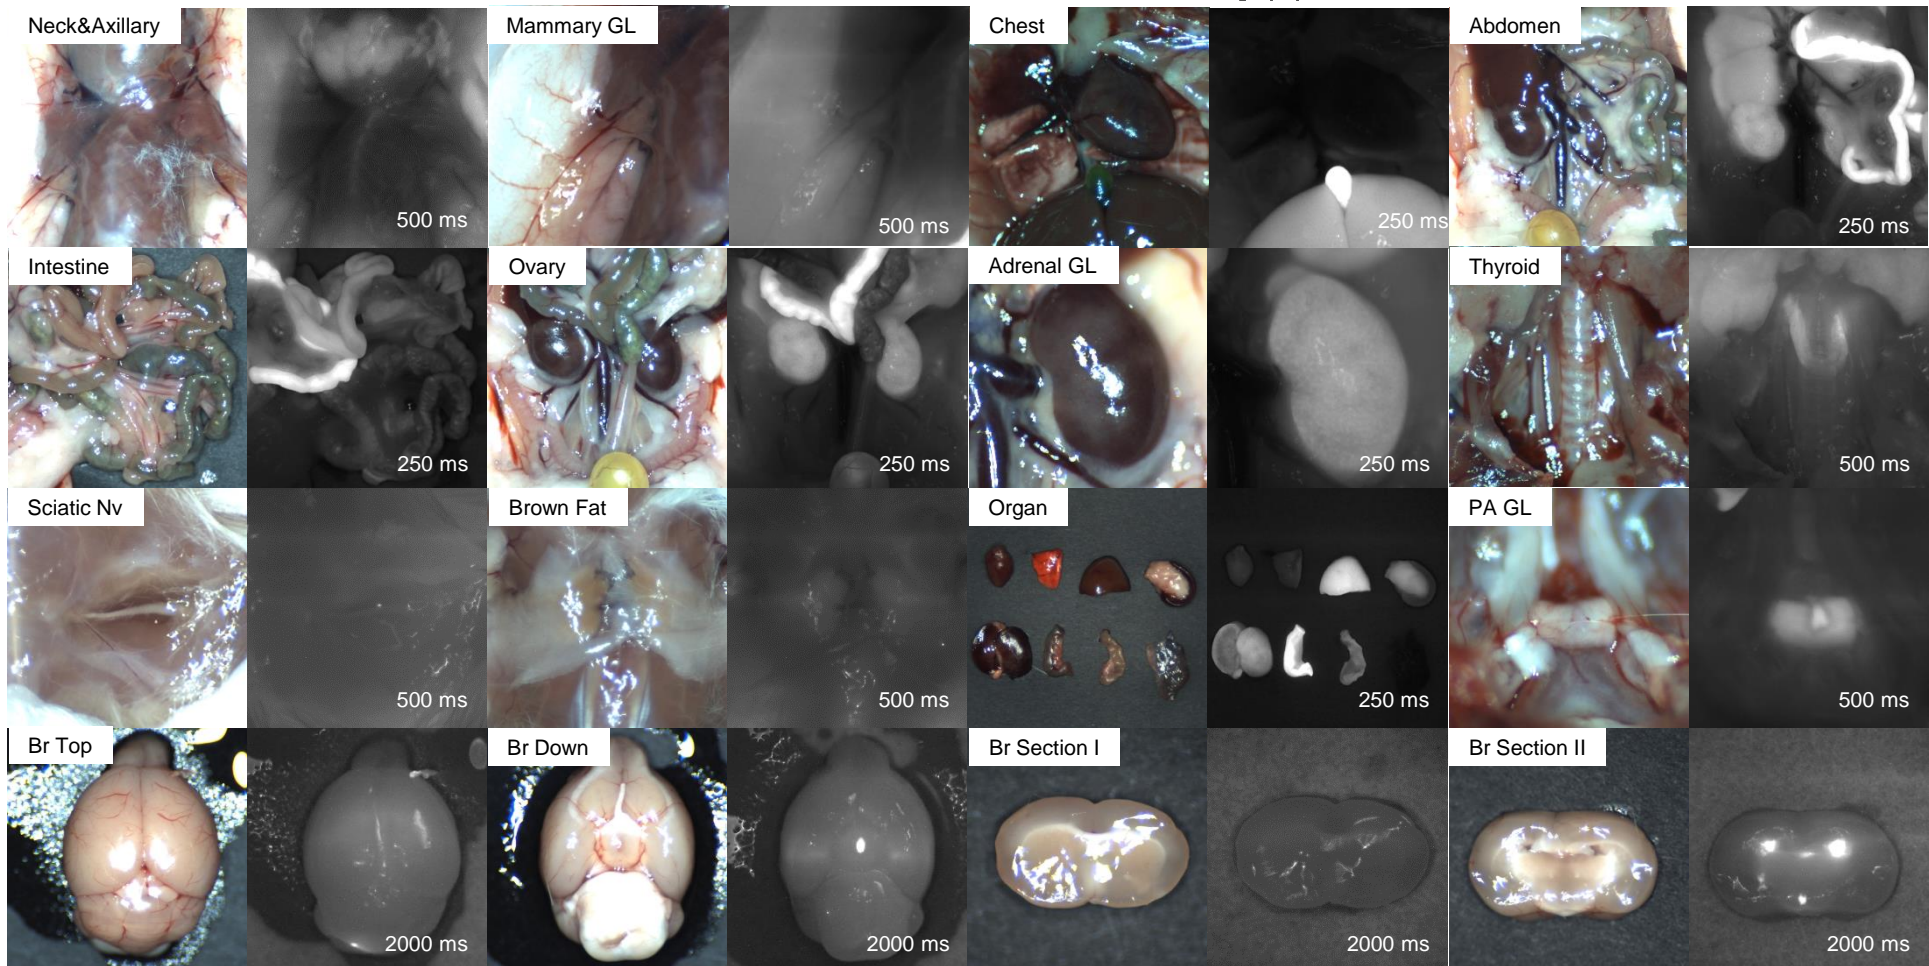 Neck&Axillary
500 ms
Mammary GL
500 ms
Chest
250 ms
Abdomen
250 ms
Intestine
250 ms
Ovary
250 ms
Adrenal GL
250 ms
Thyroid
500 ms
Sciatic Nv
500 ms
Brown Fat
500 ms
Organ
250 ms
PA GL
500 ms
Br Top
2000 ms
Br Down
2000 ms
Br Section I
2000 ms
Br Section II
2000 ms